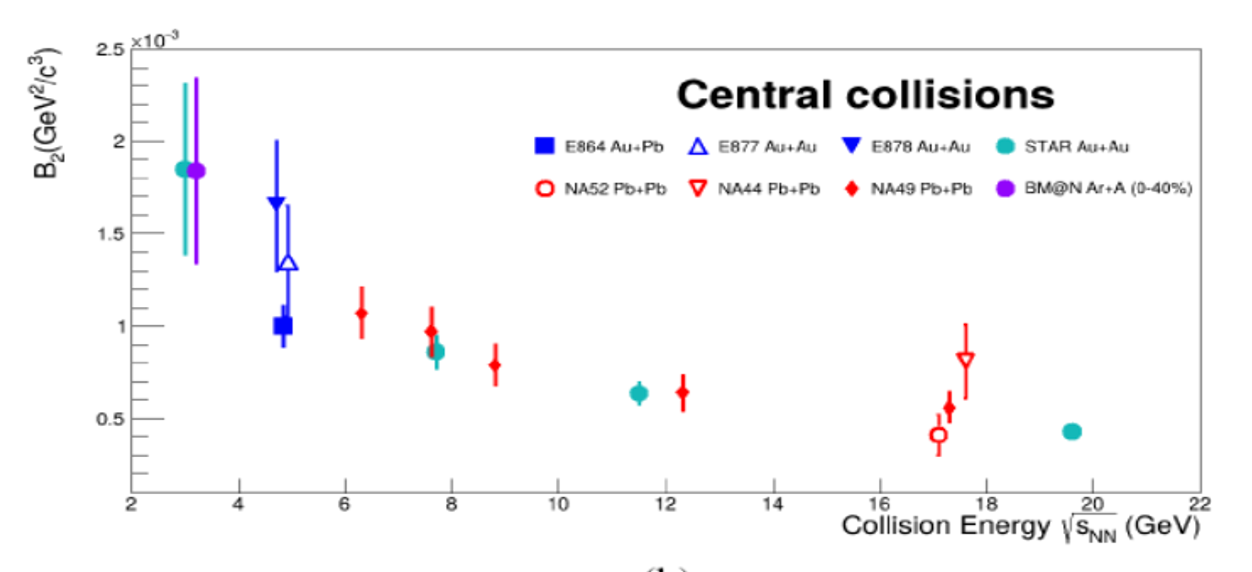 ×10⁻³
B₂(GeV²/c³)
2.5
2
1.5
1
0.5
Central collisions
E864 Au+Pb E877 Au+Au E878 Au+Au STAR Au+Au
NA52 Pb+Pb NA44 Pb+Pb NA49 Pb+Pb BM@N Ar+A (0-40%)
2 4 6 8 10 12 14 16 18 20 22
Collision Energy √s_NN (GeV)